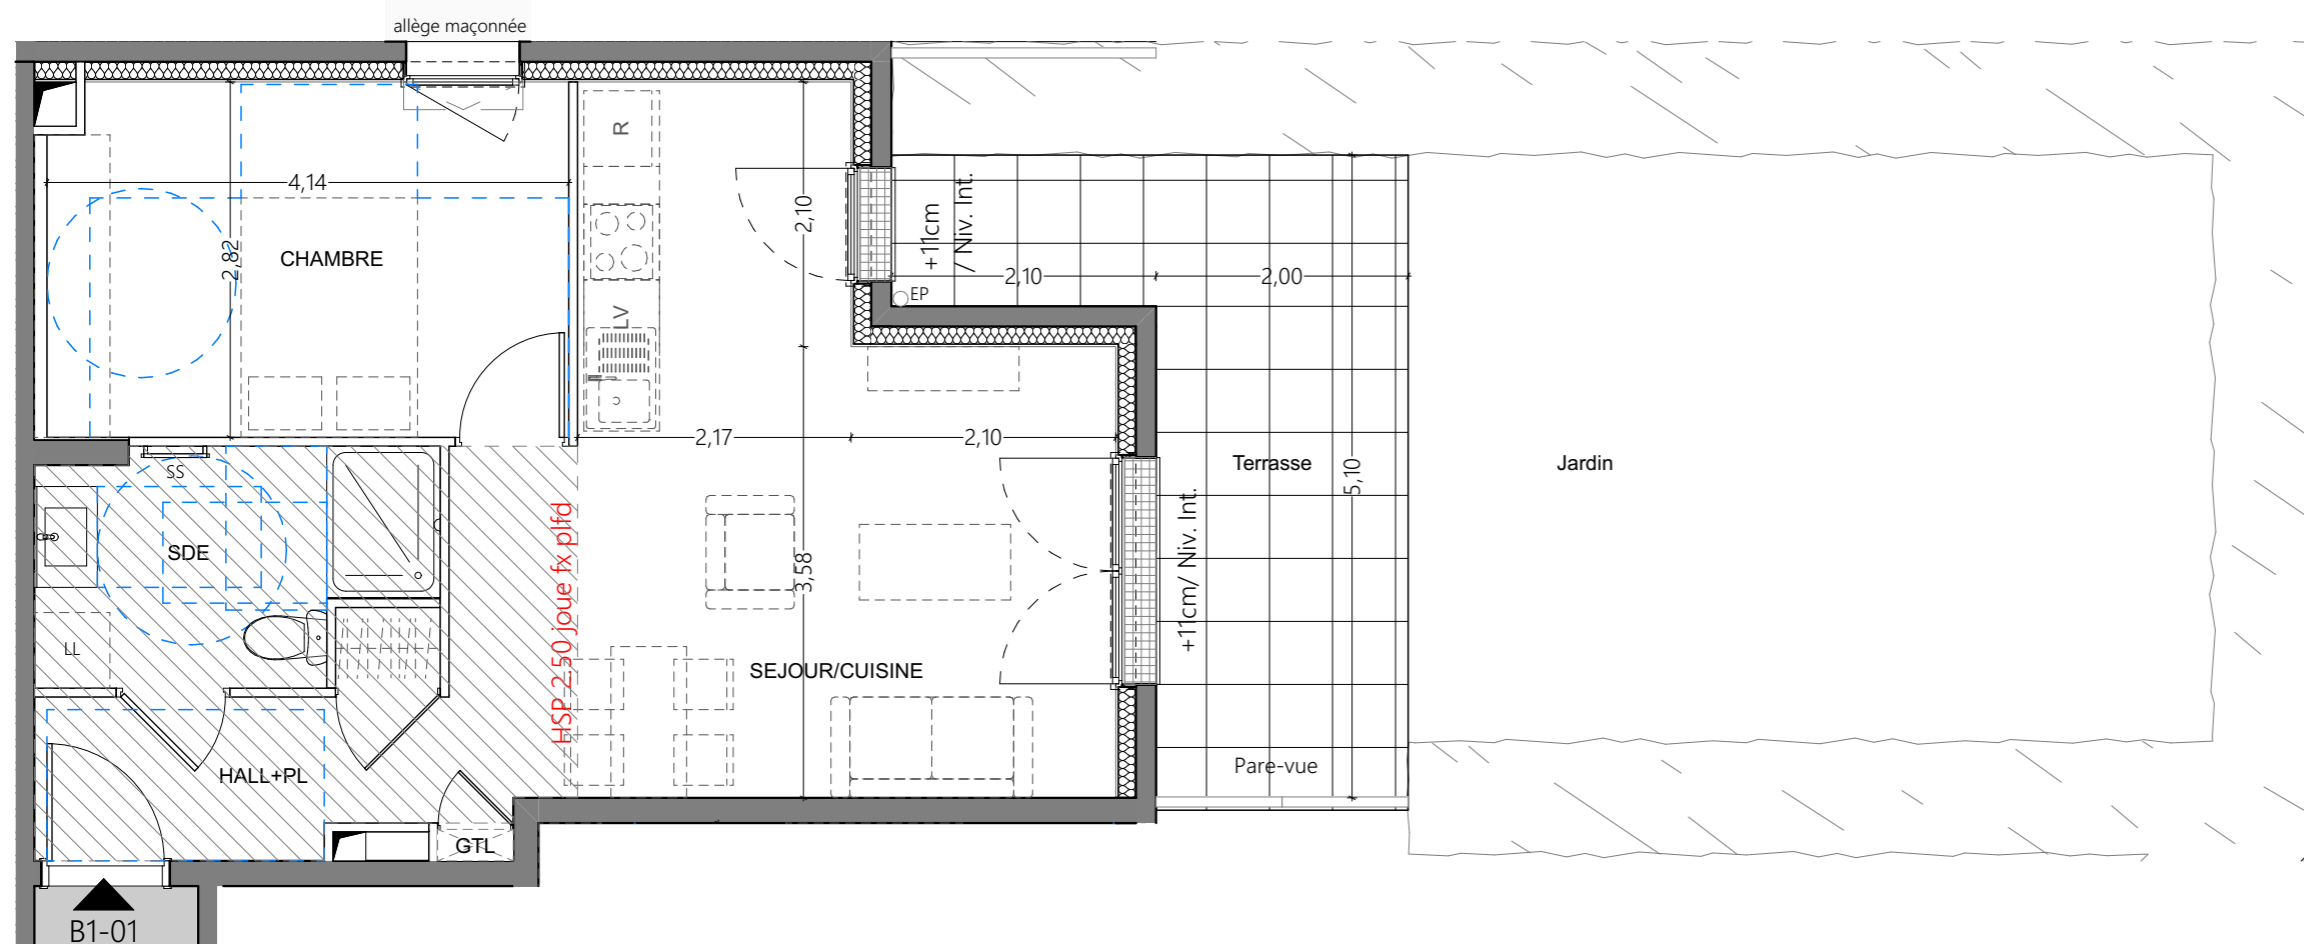 allège maçonnée
R
4,14
2,10
+11cm
/ Niv. Int.
2,82
CHAMBRE
2,10
2,00
EP
LV
2,17
2,10
Terrasse
5,10
Jardin
SS
SDE
HSP 2,50 joue fx plfd
3,58
+11cm/ Niv. Int.
LL
SEJOUR/CUISINE
HALL+PL
Pare-vue
GTL
B1-01